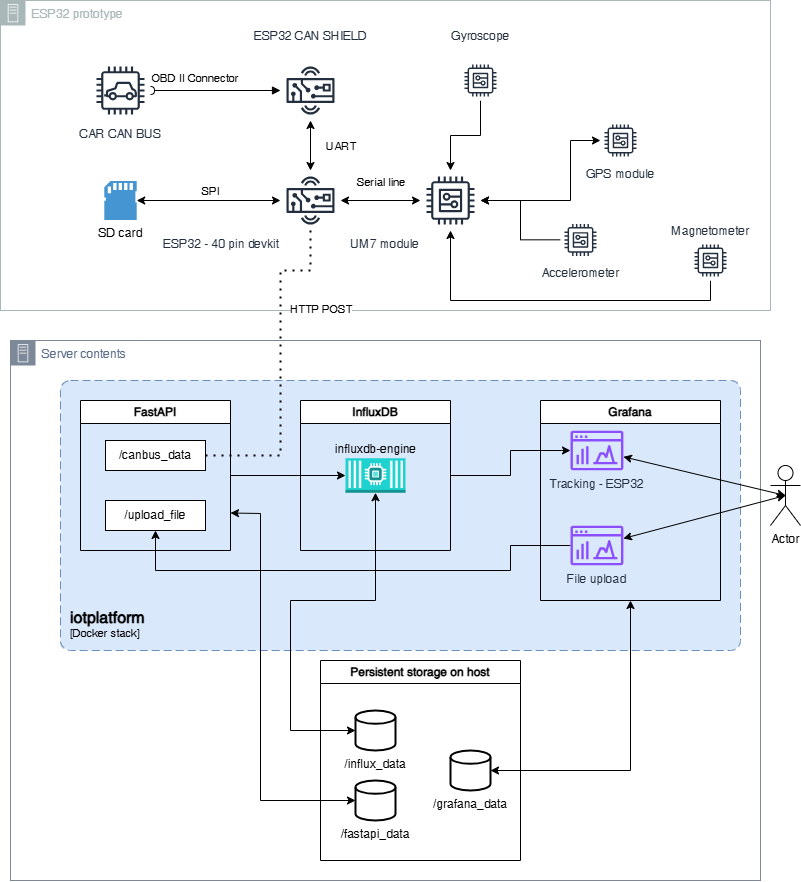 ESP32 prototype
ESP32 CAN SHIELD
Gyroscope
OBD II Connector
CAR CAN BUS
UART
GPS module
SPI
Serial line
SD card
ESP32 - 40 pin devkit
UM7 module
Magnetometer
Accelerometer
HTTP POST
Server contents
FastAPI
InfluxDB
Grafana
/canbus_data
influxdb-engine
Tracking - ESP32
/upload_file
Actor
File upload
iotplatform
[Docker stack]
Persistent storage on host
/influx_data
/grafana_data
/fastapi_data